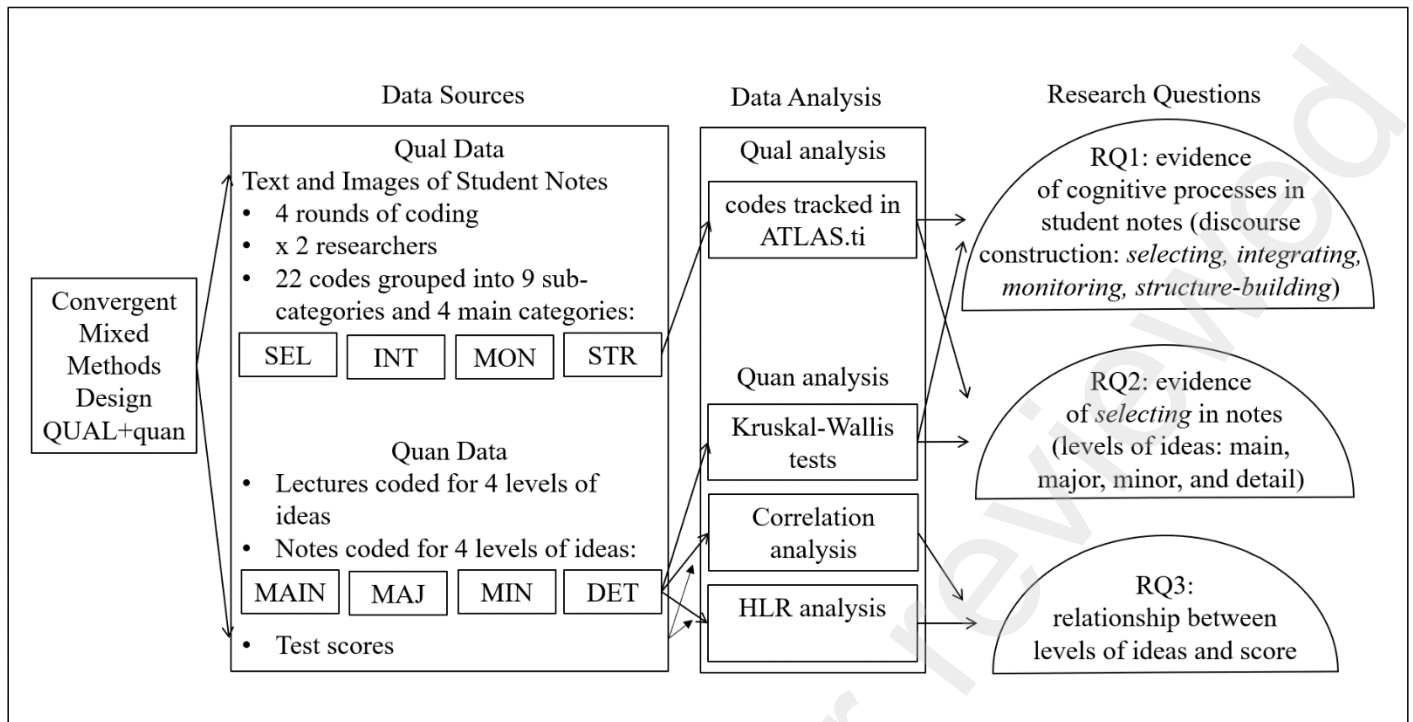 Data Sources
Data Analysis
Research Questions
Convergent
Mixed
Methods
Design
QUAL+quan
Qual Data
Text and Images of Student Notes
• 4 rounds of coding
• x 2 researchers
• 22 codes grouped into 9 sub-
categories and 4 main categories:
SEL INT MON STR
Quan Data
• Lectures coded for 4 levels of
ideas
• Notes coded for 4 levels of ideas:
MAIN MAJ MIN DET
• Test scores
Qual analysis
codes tracked in
ATLAS.ti
Quan analysis
Kruskal-Wallis
tests
Correlation
analysis
HLR analysis
RQ1: evidence
of cognitive processes in
student notes (discourse
construction: selecting, integrating,
monitoring, structure-building)
RQ2: evidence
of selecting in notes
(levels of ideas: main,
major, minor, and detail)
RQ3:
relationship between
levels of ideas and score
reviewed